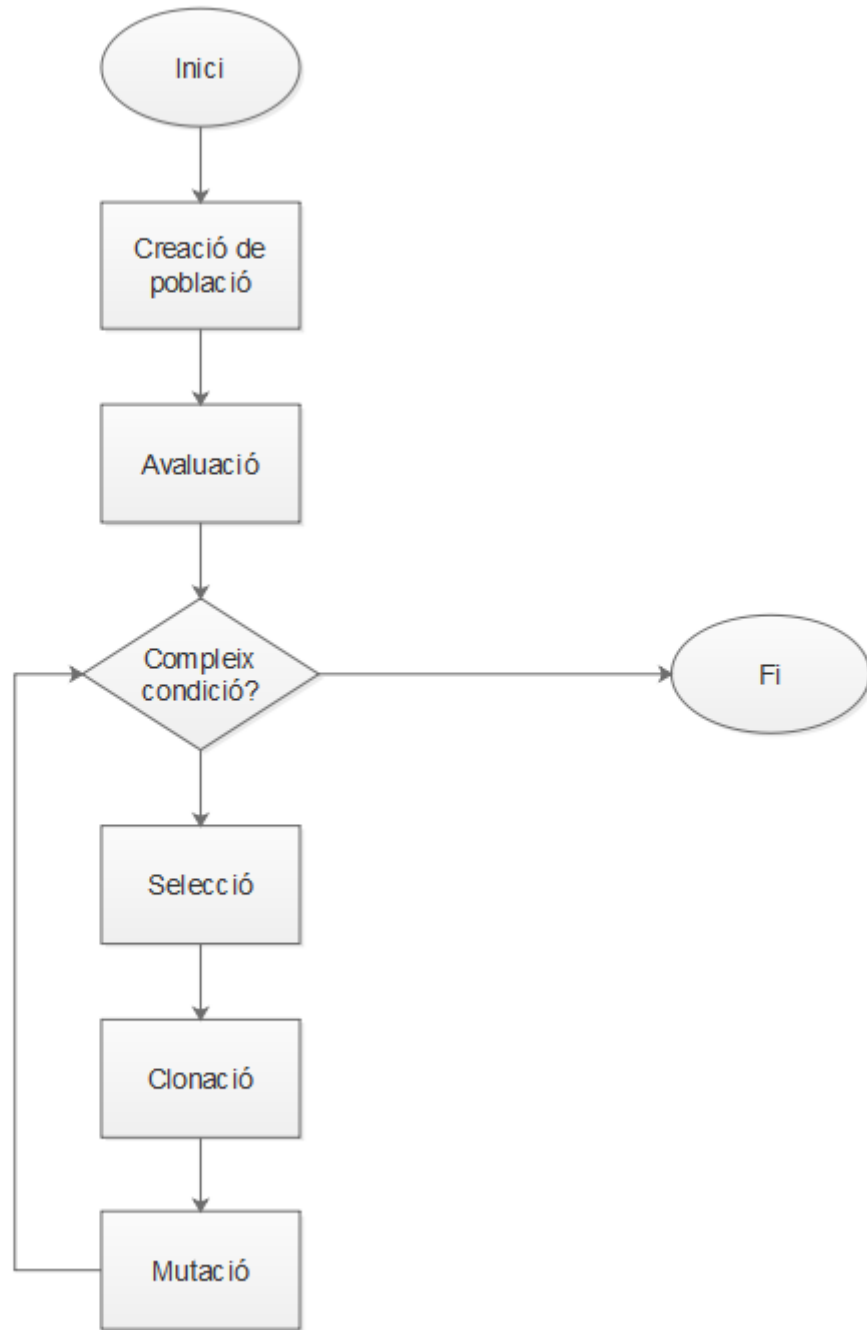 Inici
Creació de
població
Avaluació
Compleix
condició?
Fi
Selecció
Clonació
Mutació